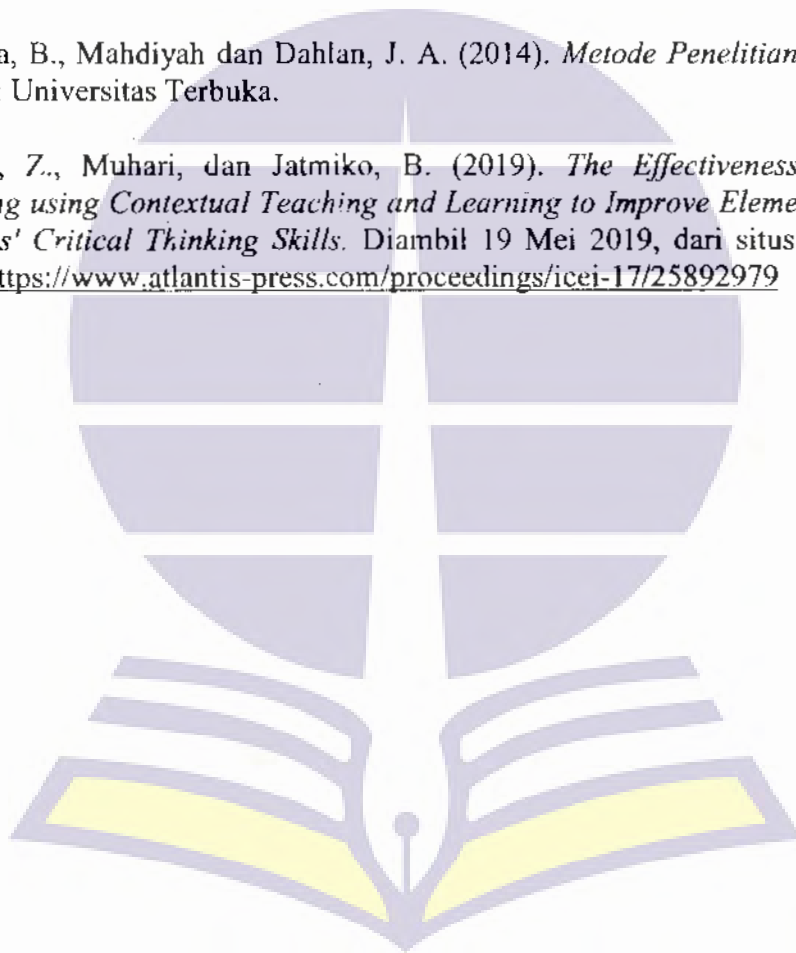 a, B., Mahdiyah dan Dahlan, J. A. (2014). Metode Penelitian
: Universitas Terbuka.
, Z., Muhari, dan Jatmiko, B. (2019). The Effectiveness
ng using Contextual Teaching and Learning to Improve Eleme
s' Critical Thinking Skills. Diambil 19 Mei 2019, dari situs
ttps://www.atlantis-press.com/proceedings/icei-17/25892979